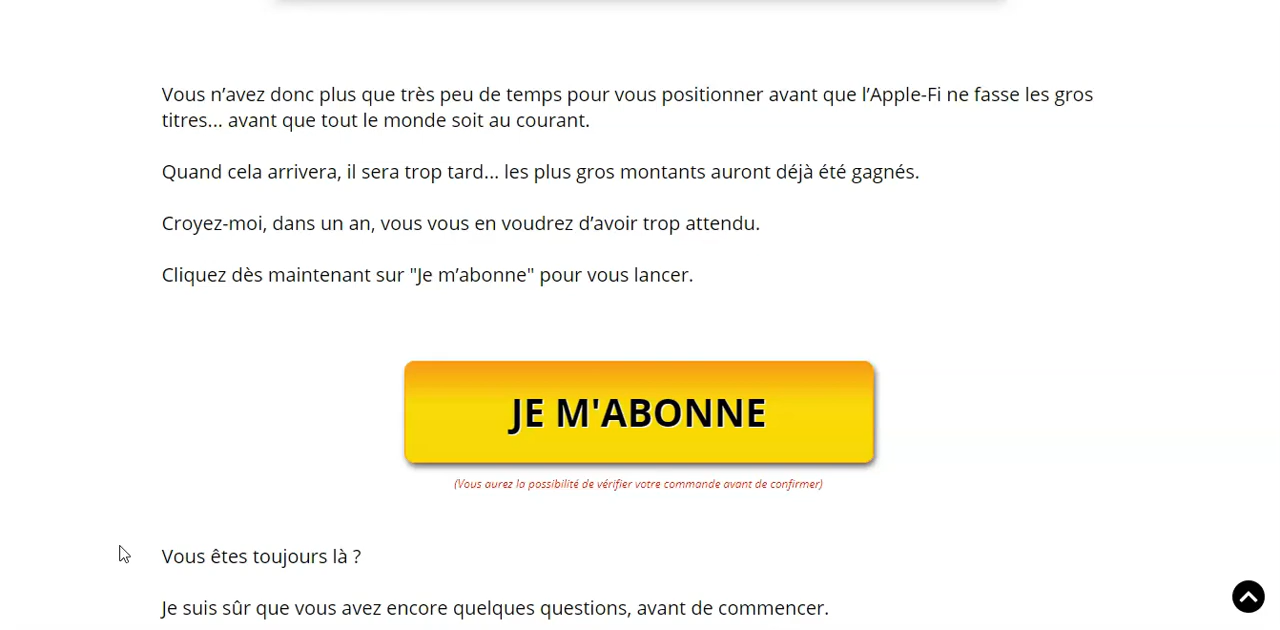 Vous n’avez donc plus que très peu de temps pour vous positionner avant que l’Apple-Fi ne fasse les gros
titres... avant que tout le monde soit au courant.
Quand cela arrivera, il sera trop tard... les plus gros montants auront déjà été gagnés.
Croyez-moi, dans un an, vous vous en voudrez d’avoir trop attendu.
Cliquez dès maintenant sur "Je m’abonne" pour vous lancer.
JE M'ABONNE
(Vous aurez la possibilité de vérifier votre commande avant de confirmer)
Vous êtes toujours là ?
Je suis sûr que vous avez encore quelques questions, avant de commencer.